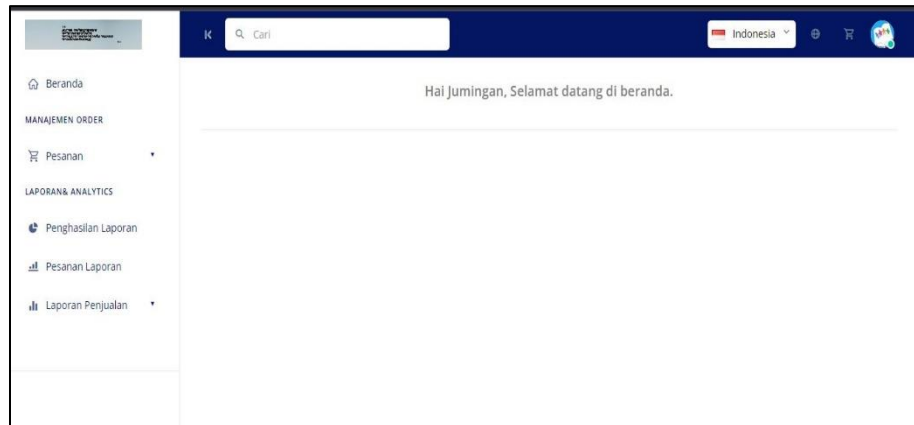 Cari
Indonesia
Beranda
Hai Jumingan, Selamat datang di beranda.
MANAJEMEN ORDER
Pesanan
LAPORAN& ANALYTICS
Penghasilan Laporan
Pesanan Laporan
Laporan Penjualan